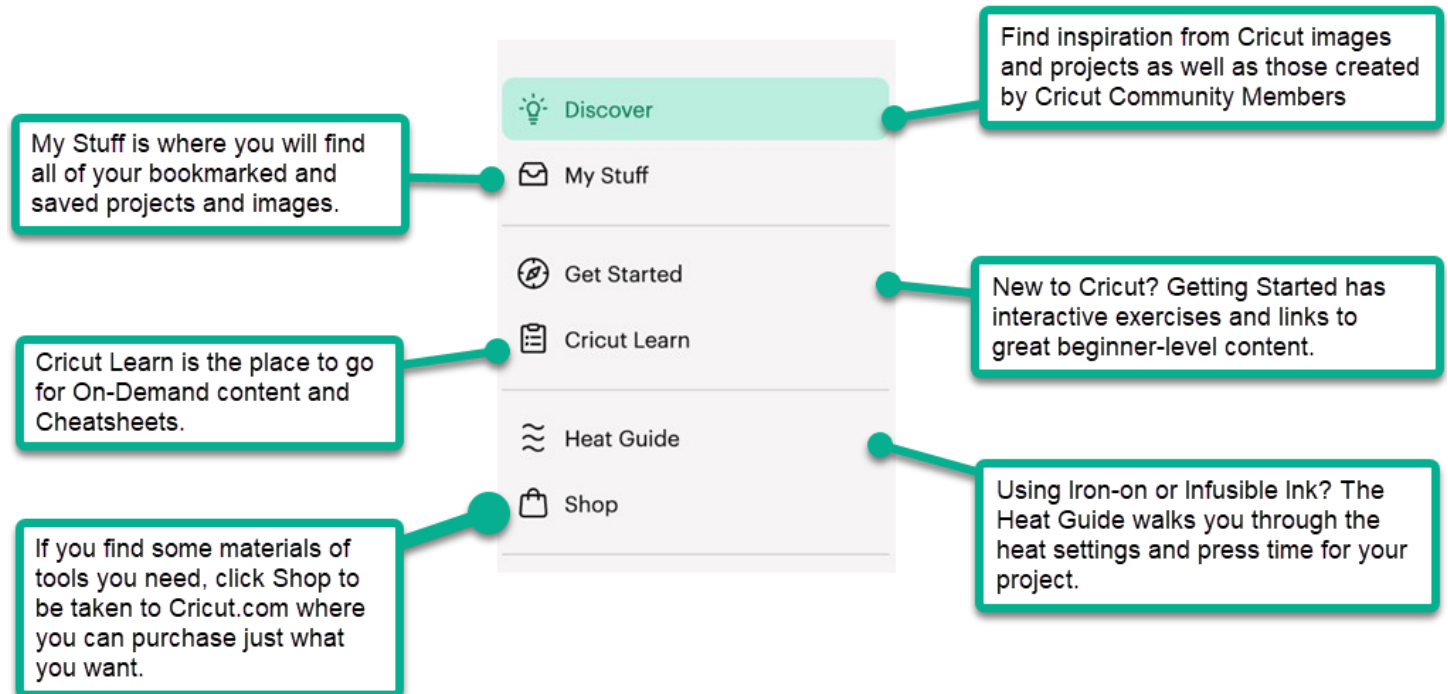 Find inspiration from Cricut images
and projects as well as those created
by Cricut Community Members
Discover
My Stuff is where you will find
all of your bookmarked and
saved projects and images.
My Stuff
Get Started
New to Cricut? Getting Started has
interactive exercises and links to
great beginner-level content.
Cricut Learn
Cricut Learn is the place to go
for On-Demand content and
Cheatsheets.
Heat Guide
Using Iron-on or Infusible Ink? The
Heat Guide walks you through the
heat settings and press time for your
project.
Shop
If you find some materials of
tools you need, click Shop to
be taken to Cricut.com where
you can purchase just what
you want.